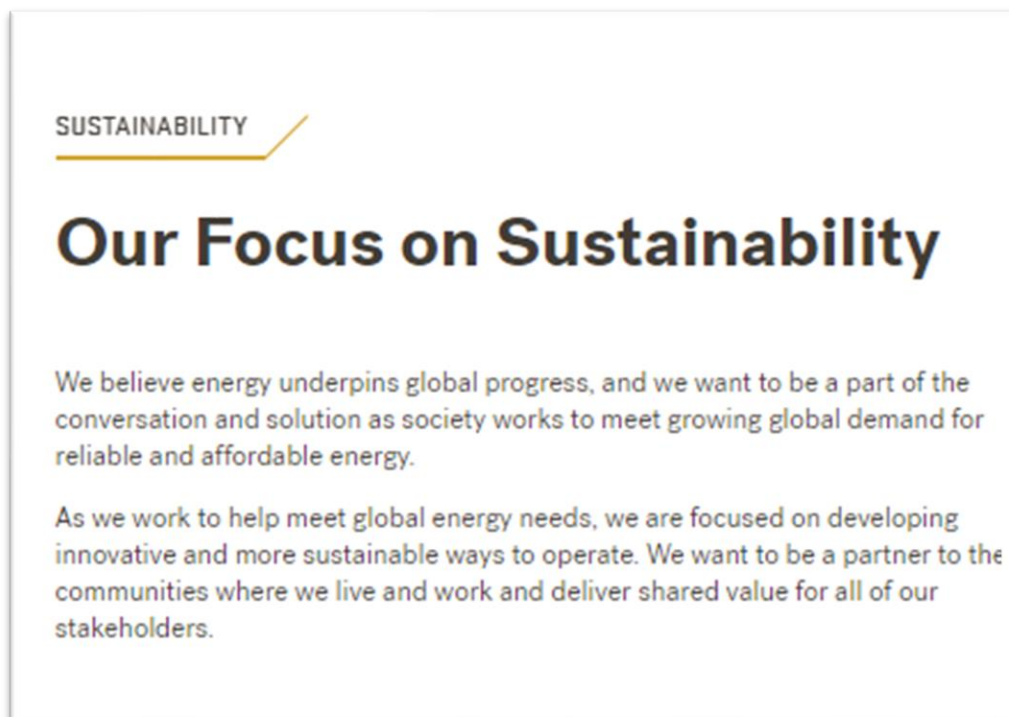 SUSTAINABILITY
Our Focus on Sustainability
We believe energy underpins global progress, and we want to be a part of the
conversation and solution as society works to meet growing global demand for
reliable and affordable energy.
As we work to help meet global energy needs, we are focused on developing
innovative and more sustainable ways to operate. We want to be a partner to the
communities where we live and work and deliver shared value for all of our
stakeholders.